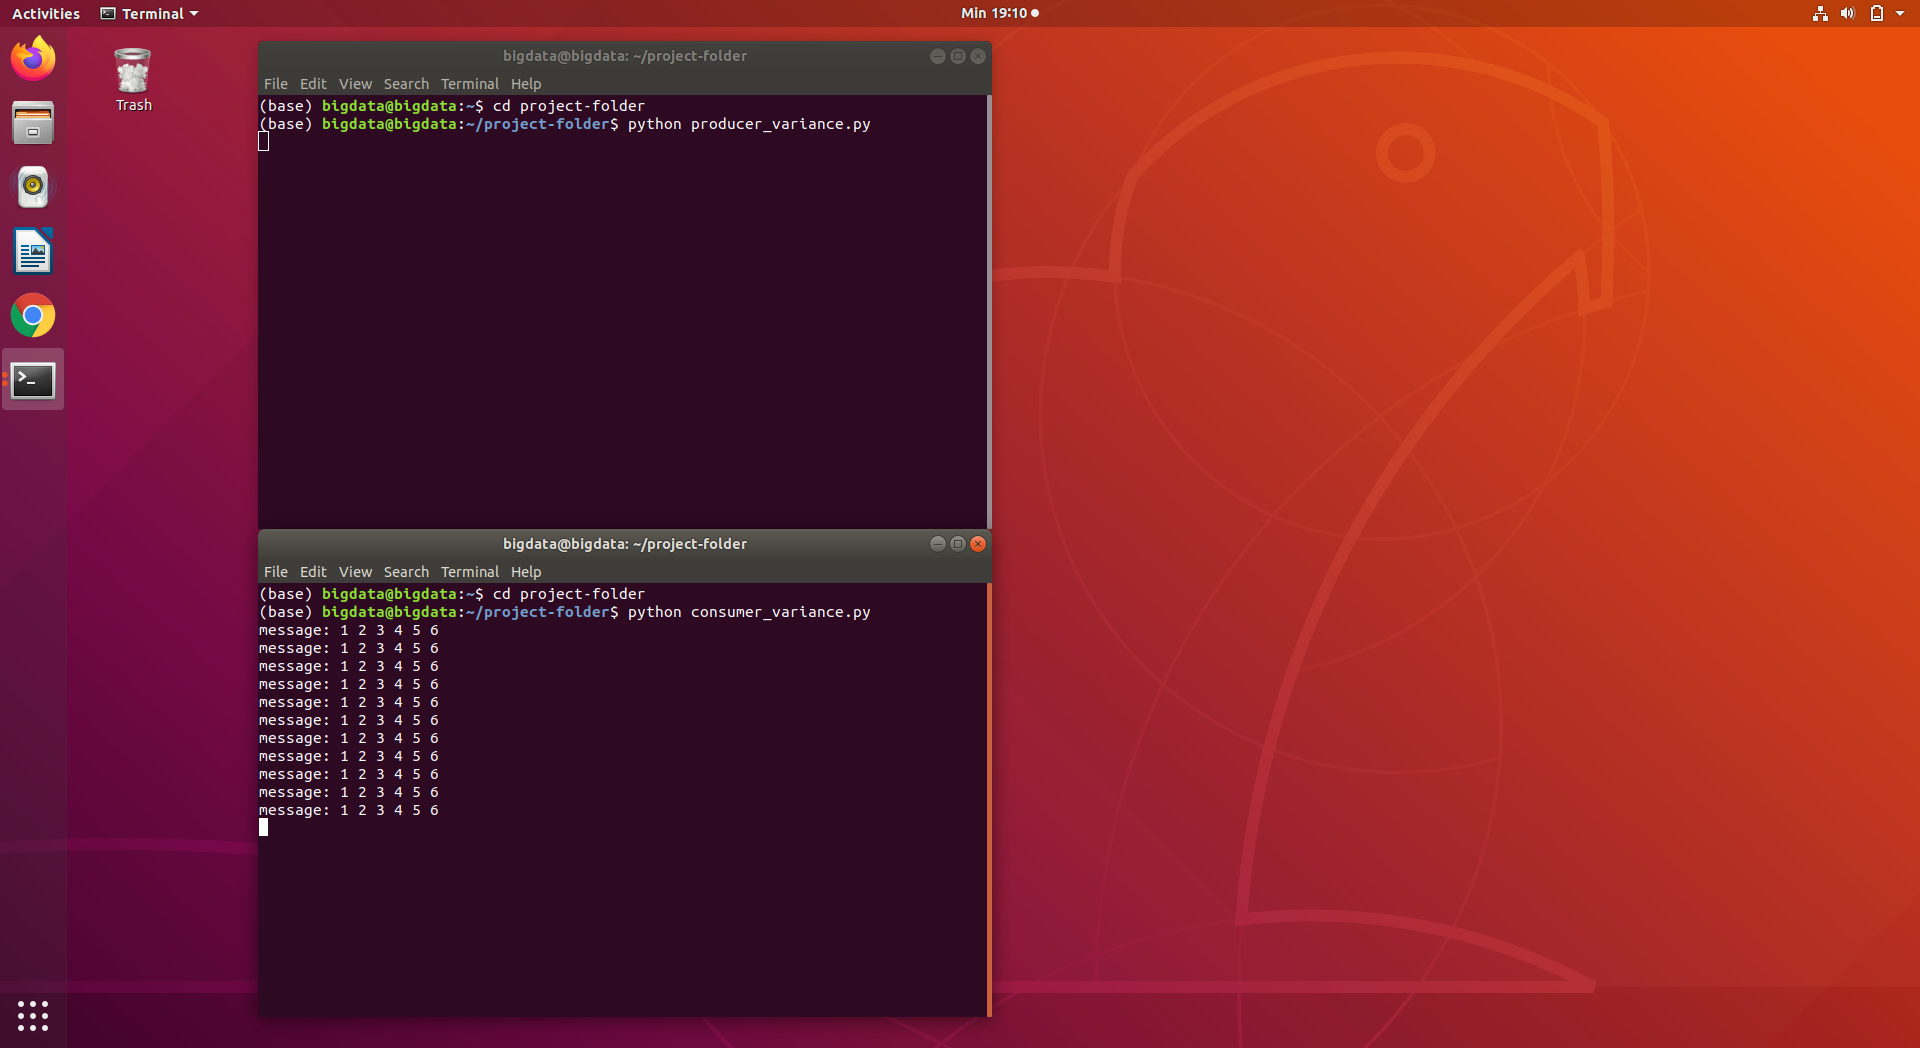 Activities Terminal Min 19:10
Trash
bigdata@bigdata: ~/project-folder
File Edit View Search Terminal Help
(base) bigdata@bigdata:~$ cd project-folder
(base) bigdata@bigdata:~/project-folder$ python producer_variance.py
bigdata@bigdata: ~/project-folder
File Edit View Search Terminal Help
(base) bigdata@bigdata:~$ cd project-folder
(base) bigdata@bigdata:~/project-folder$ python consumer_variance.py
message: 1 2 3 4 5 6
message: 1 2 3 4 5 6
message: 1 2 3 4 5 6
message: 1 2 3 4 5 6
message: 1 2 3 4 5 6
message: 1 2 3 4 5 6
message: 1 2 3 4 5 6
message: 1 2 3 4 5 6
message: 1 2 3 4 5 6
message: 1 2 3 4 5 6
message: 1 2 3 4 5 6